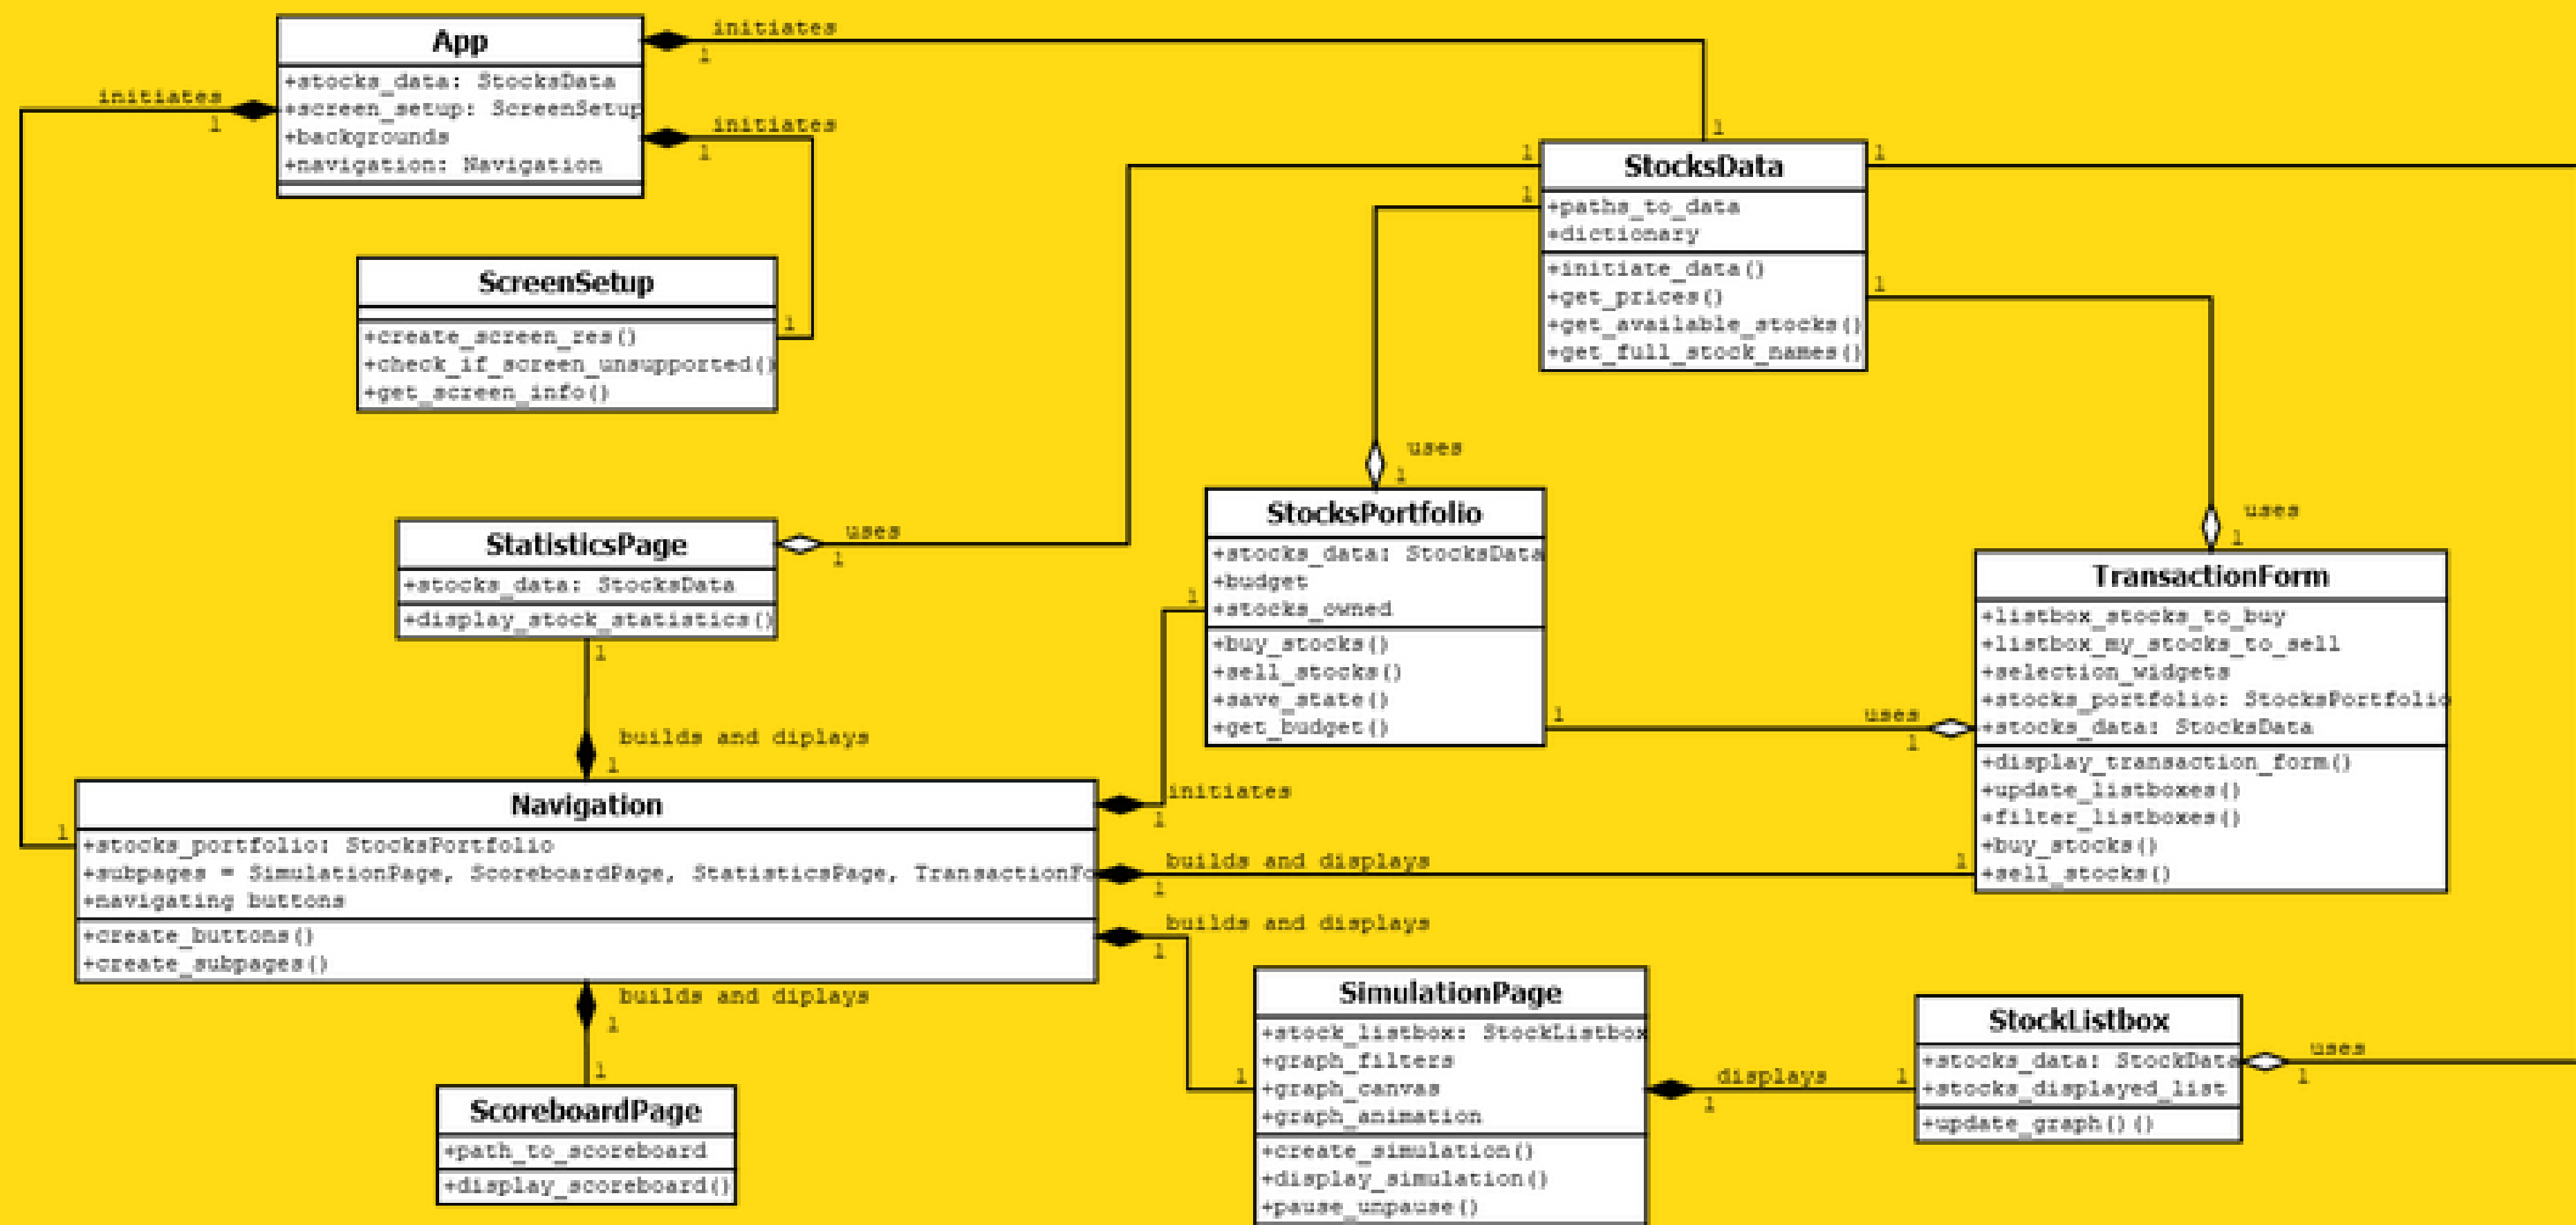 App
+stocks_data: StocksData
+screen_setup: ScreenSetup
+backgrounds
+navigation: Navigation
initiates
1
initiates
1
initiates
1
1
1
1
ScreenSetup
+create_screen_res()
+check_if_screen_unsupported()
+get_screen_info()
StocksData
+paths_to_data
+dictionary
+initiate_data()
+get_prices()
+get_available_stocks()
+get_full_stock_names()
1
1
1
1
StatisticsPage
+stocks_data: StocksData
+display_stock_statistics()
uses
1
1
StocksPortfolio
+stocks_data: StocksData
+budget
+stocks_owned
+buy_stocks()
+sell_stocks()
+save_state()
+get_budget()
uses
1
1
1
TransactionForm
+listbox_stocks_to_buy
+listbox_my_stocks_to_sell
+selection_widgets
+stocks_portfolio: StocksPortfolio
+stocks_data: StocksData
+display_transaction_form()
+update_listboxes()
+filter_listboxes()
+buy_stocks()
+sell_stocks()
uses
1
uses
1
1
builds and diplays
1
Navigation
+stocks_portfolio: StocksPortfolio
+subpages = SimulationPage, ScoreboardPage, StatisticsPage, TransactionFo
+navigating buttons
+create_buttons()
+create_subpages()
initiates
1
builds and displays
1
builds and displays
1
builds and diplays
1
1
ScoreboardPage
+path_to_scoreboard
+display_scoreboard()
SimulationPage
+stock_listbox: StockListbox
+graph_filters
+graph_canvas
+graph_animation
+create_simulation()
+display_simulation()
+pause_unpause()
1
displays
1
1
StockListbox
+stocks_data: StockData
+stocks_displayed_list
+update_graph()()
uses
1